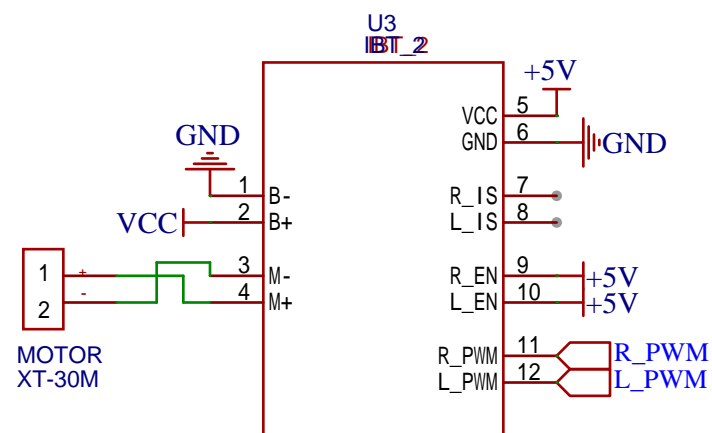 U3
IBT_2
+5V
VCC 5
GND 6 GND
GND
1 B-
VCC 2 B+
R_IS 7
L_IS 8
1 + 3 M-
2 - 4 M+
R_EN 9 +5V
L_EN 10 +5V
MOTOR
XT-30M
R_PWM 11 R_PWM
L_PWM 12 L_PWM